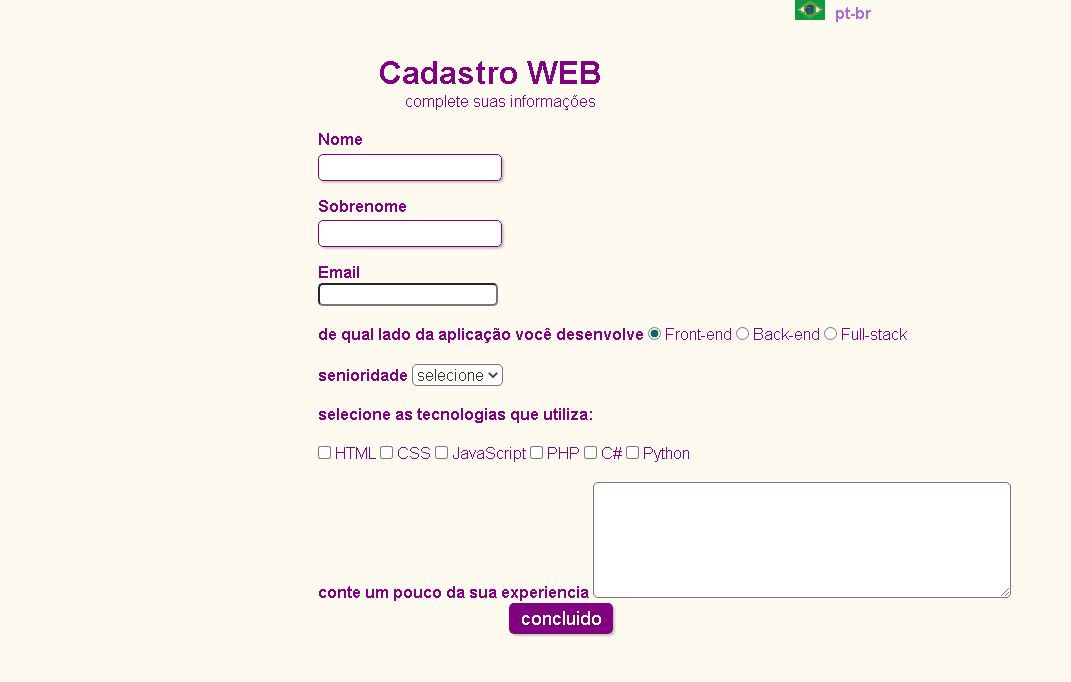 pt-br
Cadastro WEB
complete suas informações
Nome
Sobrenome
Email
de qual lado da aplicação você desenvolve Front-end Back-end Full-stack
senioridade selecione
selecione as tecnologias que utiliza:
HTML CSS JavaScript PHP C# Python
conte um pouco da sua experiencia
concluido